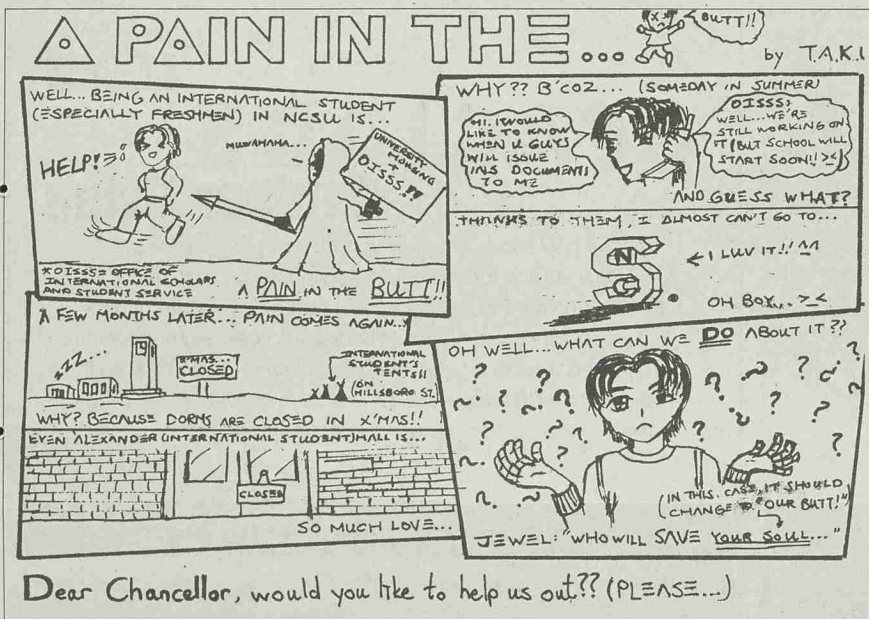 A PAIN IN THE...
BUTT!!
by T.A.K.I
WELL... BEING AN INTERNATIONAL STUDENT
(ESPECIALLY FRESHMEN) IN NCSU IS...
HELP!
MUWAHAHA...
UNIVERSITY
HOUSING
+
OISSS!!
*OISSS = OFFICE OF
INTERNATIONAL SCHOLARS
AND STUDENT SERVICE
A PAIN IN THE BUTT!!
WHY?? B'COZ... (SOMEDAY IN SUMMER)
HI. I WOULD
LIKE TO KNOW
WHEN U GUYS
WILL ISSUE
INS DOCUMENTS
TO ME
OISSS:
WELL... WE'RE
STILL WORKING ON
IT (BUT SCHOOL WILL
START SOON!! >_<)
AND GUESS WHAT?
THANKS TO THEM, I ALMOST CAN'T GO TO...
N
S
C
← I LUV IT!! ^_^
OH BOY... >_<
A FEW MONTHS LATER... PAIN COMES AGAIN...
ZZZ...
X'MAS...
CLOSED
INTERNATIONAL
STUDENT'S
TENTS!!
(ON
HILLSBORO ST.)
WHY? BECAUSE DORMS ARE CLOSED IN X'MAS!!
EVEN ALEXANDER (INTERNATIONAL STUDENT) HALL IS...
CLOSED
SO MUCH LOVE...
OH WELL... WHAT CAN WE DO ABOUT IT??
(IN THIS CASE, IT SHOULD
CHANGE TO "OUR BUTT!")
JEWEL: "WHO WILL SAVE YOUR SOUL..."
Dear Chancellor, would you like to help us out?? (PLEASE...)